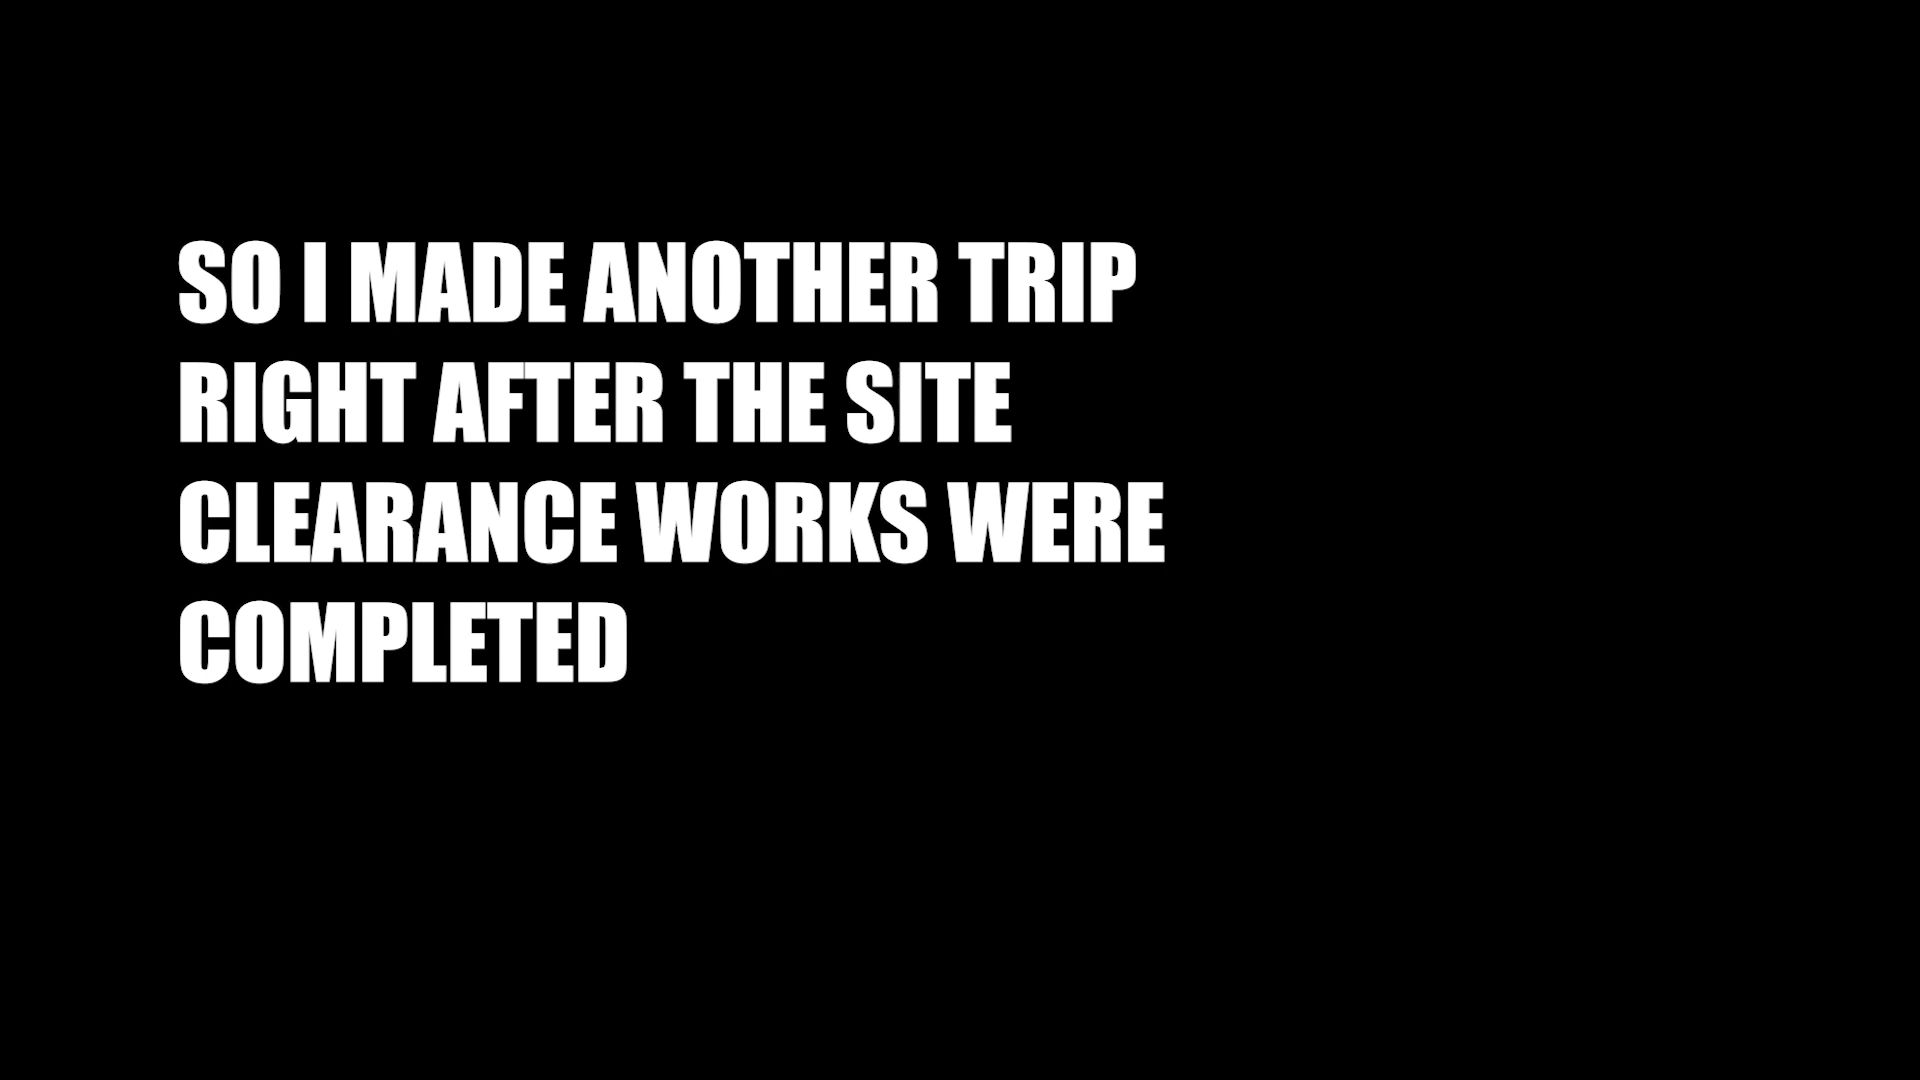 SO I MADE ANOTHER TRIP
RIGHT AFTER THE SITE
CLEARANCE WORKS WERE
COMPLETED